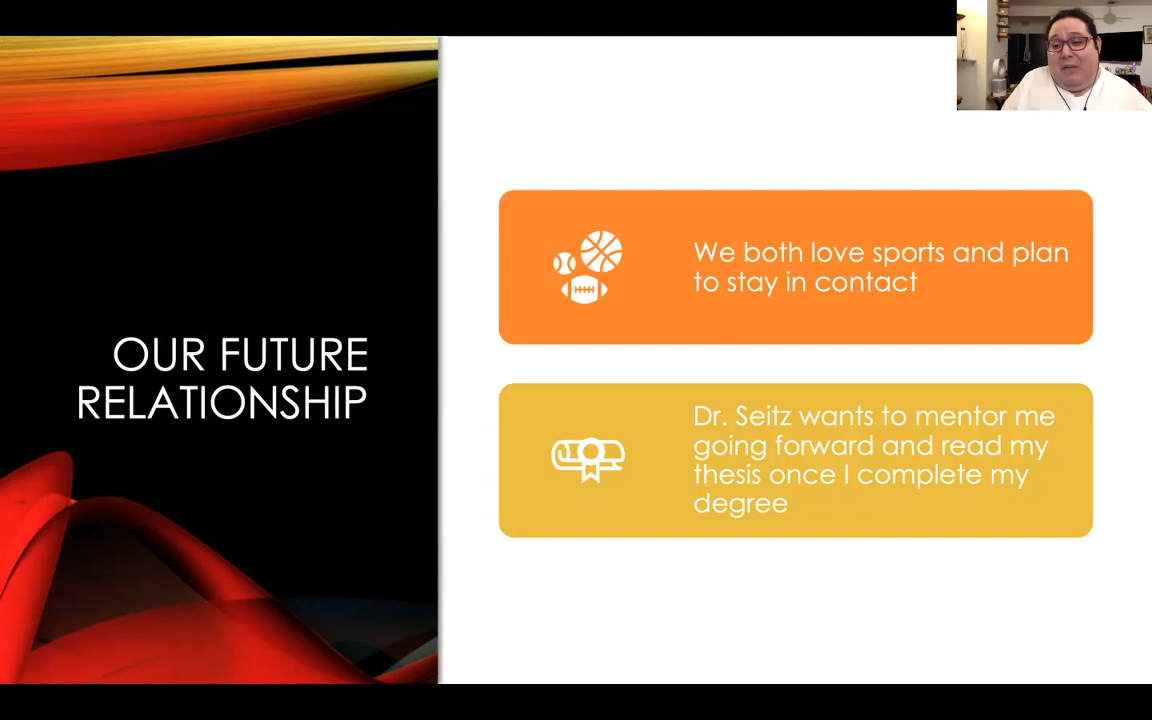 OUR FUTURE
RELATIONSHIP
We both love sports and plan
to stay in contact
Dr. Seitz wants to mentor me
going forward and read my
thesis once I complete my
degree